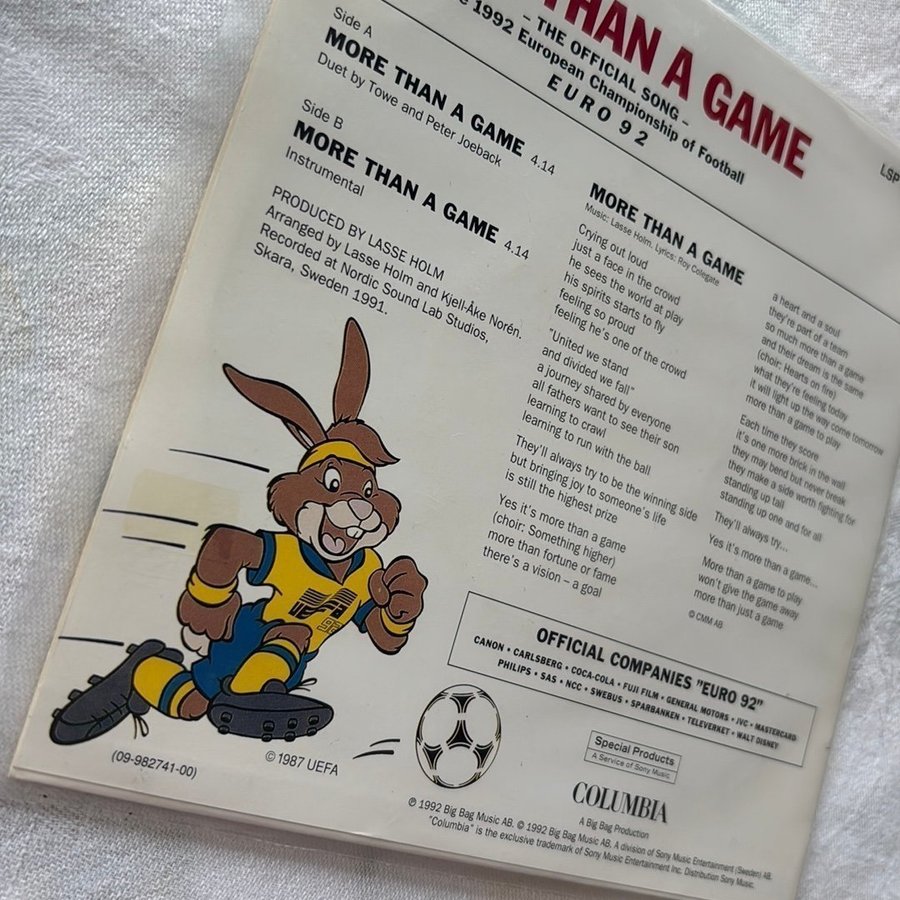 THAN A GAME
– THE OFFICIAL SONG –
1992 European Championship of Football
EURO 92
LSP
Side A
MORE THAN A GAME 4.14
Duet by Towe and Peter Joeback
Side B
MORE THAN A GAME 4.14
Instrumental
PRODUCED BY LASSE HOLM
Arranged by Lasse Holm and Kjell-Åke Norén.
Recorded at Nordic Sound Lab Studios,
Skara, Sweden 1991.
MORE THAN A GAME
Music: Lasse Holm. Lyrics: Roy Colegate
Crying out loud
just a face in the crowd
he sees the world at play
his spirits starts to fly
feeling so proud
feeling he's one of the crowd
"United we stand
and divided we fall"
a journey shared by everyone
all fathers want to see their son
learning to crawl
learning to run with the ball
They'll always try to be the winning side
but bringing joy to someone's life
is still the highest prize
Yes it's more than a game
(choir; Something higher)
more than fortune or fame
there's a vision – a goal
a heart and a soul
they're part of a team
so much more than a game
and their dream is the same
(choir: Hearts on fire)
what they're feeling today
it will light up the way come tomorrow
more than a game to play
Each time they score
it's one more brick in the wall
they may bend but never break
they make a side worth fighting for
standing up tall
standing up one and for all
They'll always try...
Yes it's more than a game...
More than a game to play
won't give the game away
more than just a game
© CMM AB
UEFA
92
(09-982741-00)
© 1987 UEFA
OFFICIAL COMPANIES "EURO 92"
CANON • CARLSBERG • COCA-COLA • FUJI FILM • GENERAL MOTORS • JVC • MASTERCARD
PHILIPS • SAS • NCC • SWEBUS • SPARBANKEN • TELEVERKET • WALT DISNEY
Special Products
A Service of Sony Music
COLUMBIA
A Big Bag Production
℗ 1992 Big Bag Music AB. © 1992 Big Bag Music AB. A division of Sony Music Entertainment (Sweden) AB.
"Columbia" is the exclusive trademark of Sony Music Entertainment Inc. Distribution Sony Music.